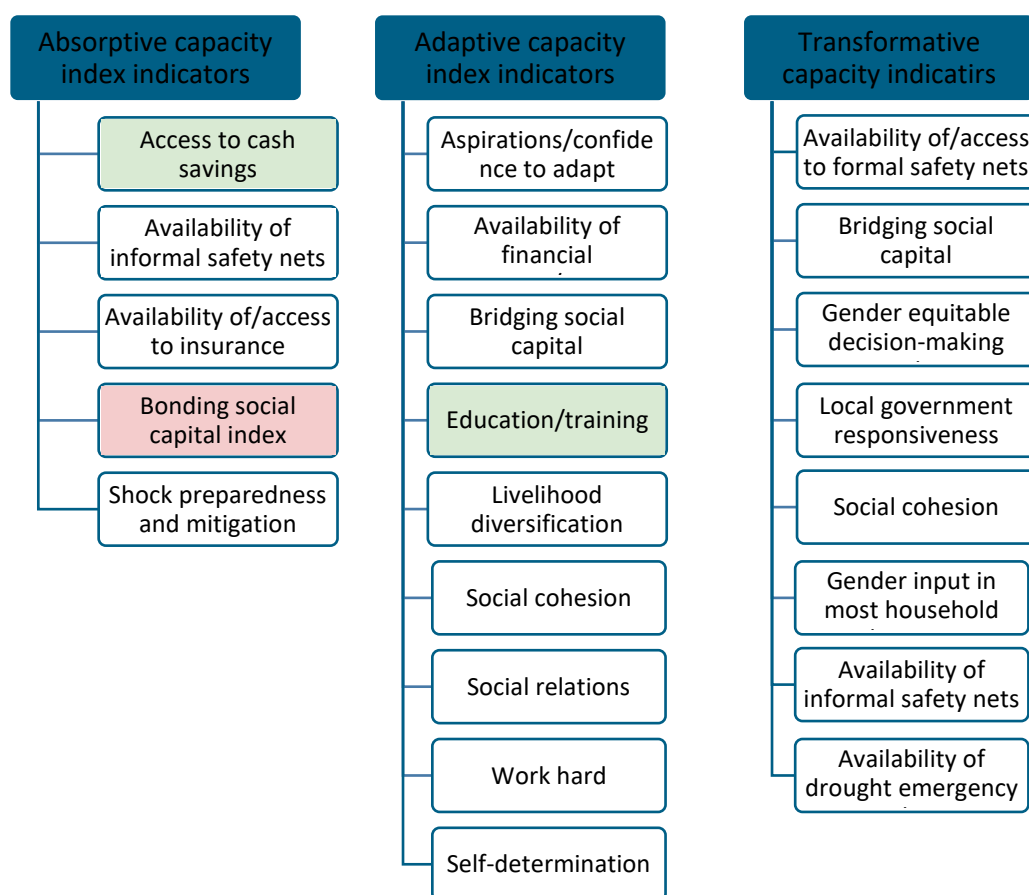 Absorptive capacity
index indicators
Access to cash
savings
Availability of
informal safety nets
Availability of/access
to insurance
Bonding social
capital index
Shock preparedness
and mitigation
Adaptive capacity
index indicators
Aspirations/confide
nce to adapt
Availability of
financial
Bridging social
capital
Education/training
Livelihood
diversification
Social cohesion
Social relations
Work hard
Self-determination
Transformative
capacity indicatirs
Availability of/access
to formal safety nets
Bridging social
capital
Gender equitable
decision-making
Local government
responsiveness
Social cohesion
Gender input in
most household
Availability of
informal safety nets
Availability of
drought emergency